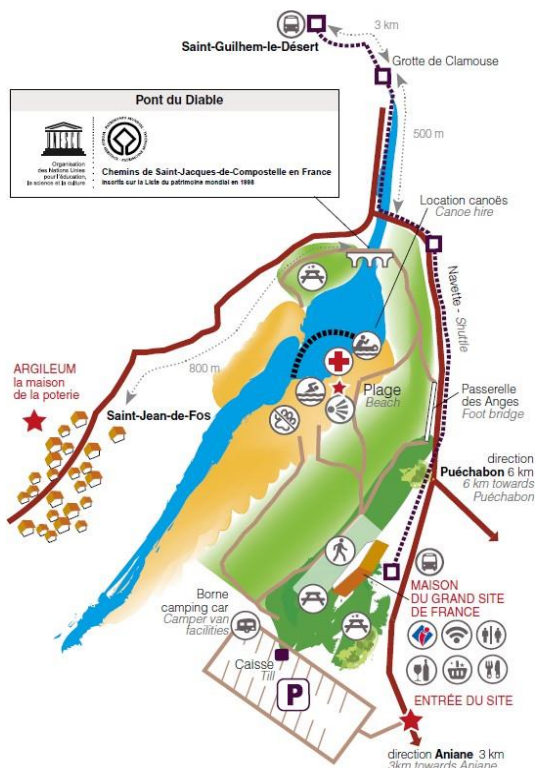 3 km
Saint-Guilhem-le-Désert
Grotte de Clamouse
Pont du Diable
500 m
Organisation
des Nations Unies
pour l'éducation,
la science et la culture
Chemins de Saint-Jacques-de-Compostelle en France
Inscrits sur la Liste du patrimoine mondial en 1998
Location canoës
Canoe hire
Navette - Shuttle
ARGILEUM
la maison
de la poterie
800 m
Saint-Jean-de-Fos
Plage
Beach
Passerelle
des Anges
Foot bridge
direction
Puéchabon 6 km
6 km towards
Puéchabon
MAISON
DU GRAND SITE
DE FRANCE
Borne
camping car
Camper van
facilities
Caisse
Till
P
ENTRÉE DU SITE
direction Aniane 3 km
3km towards Aniane